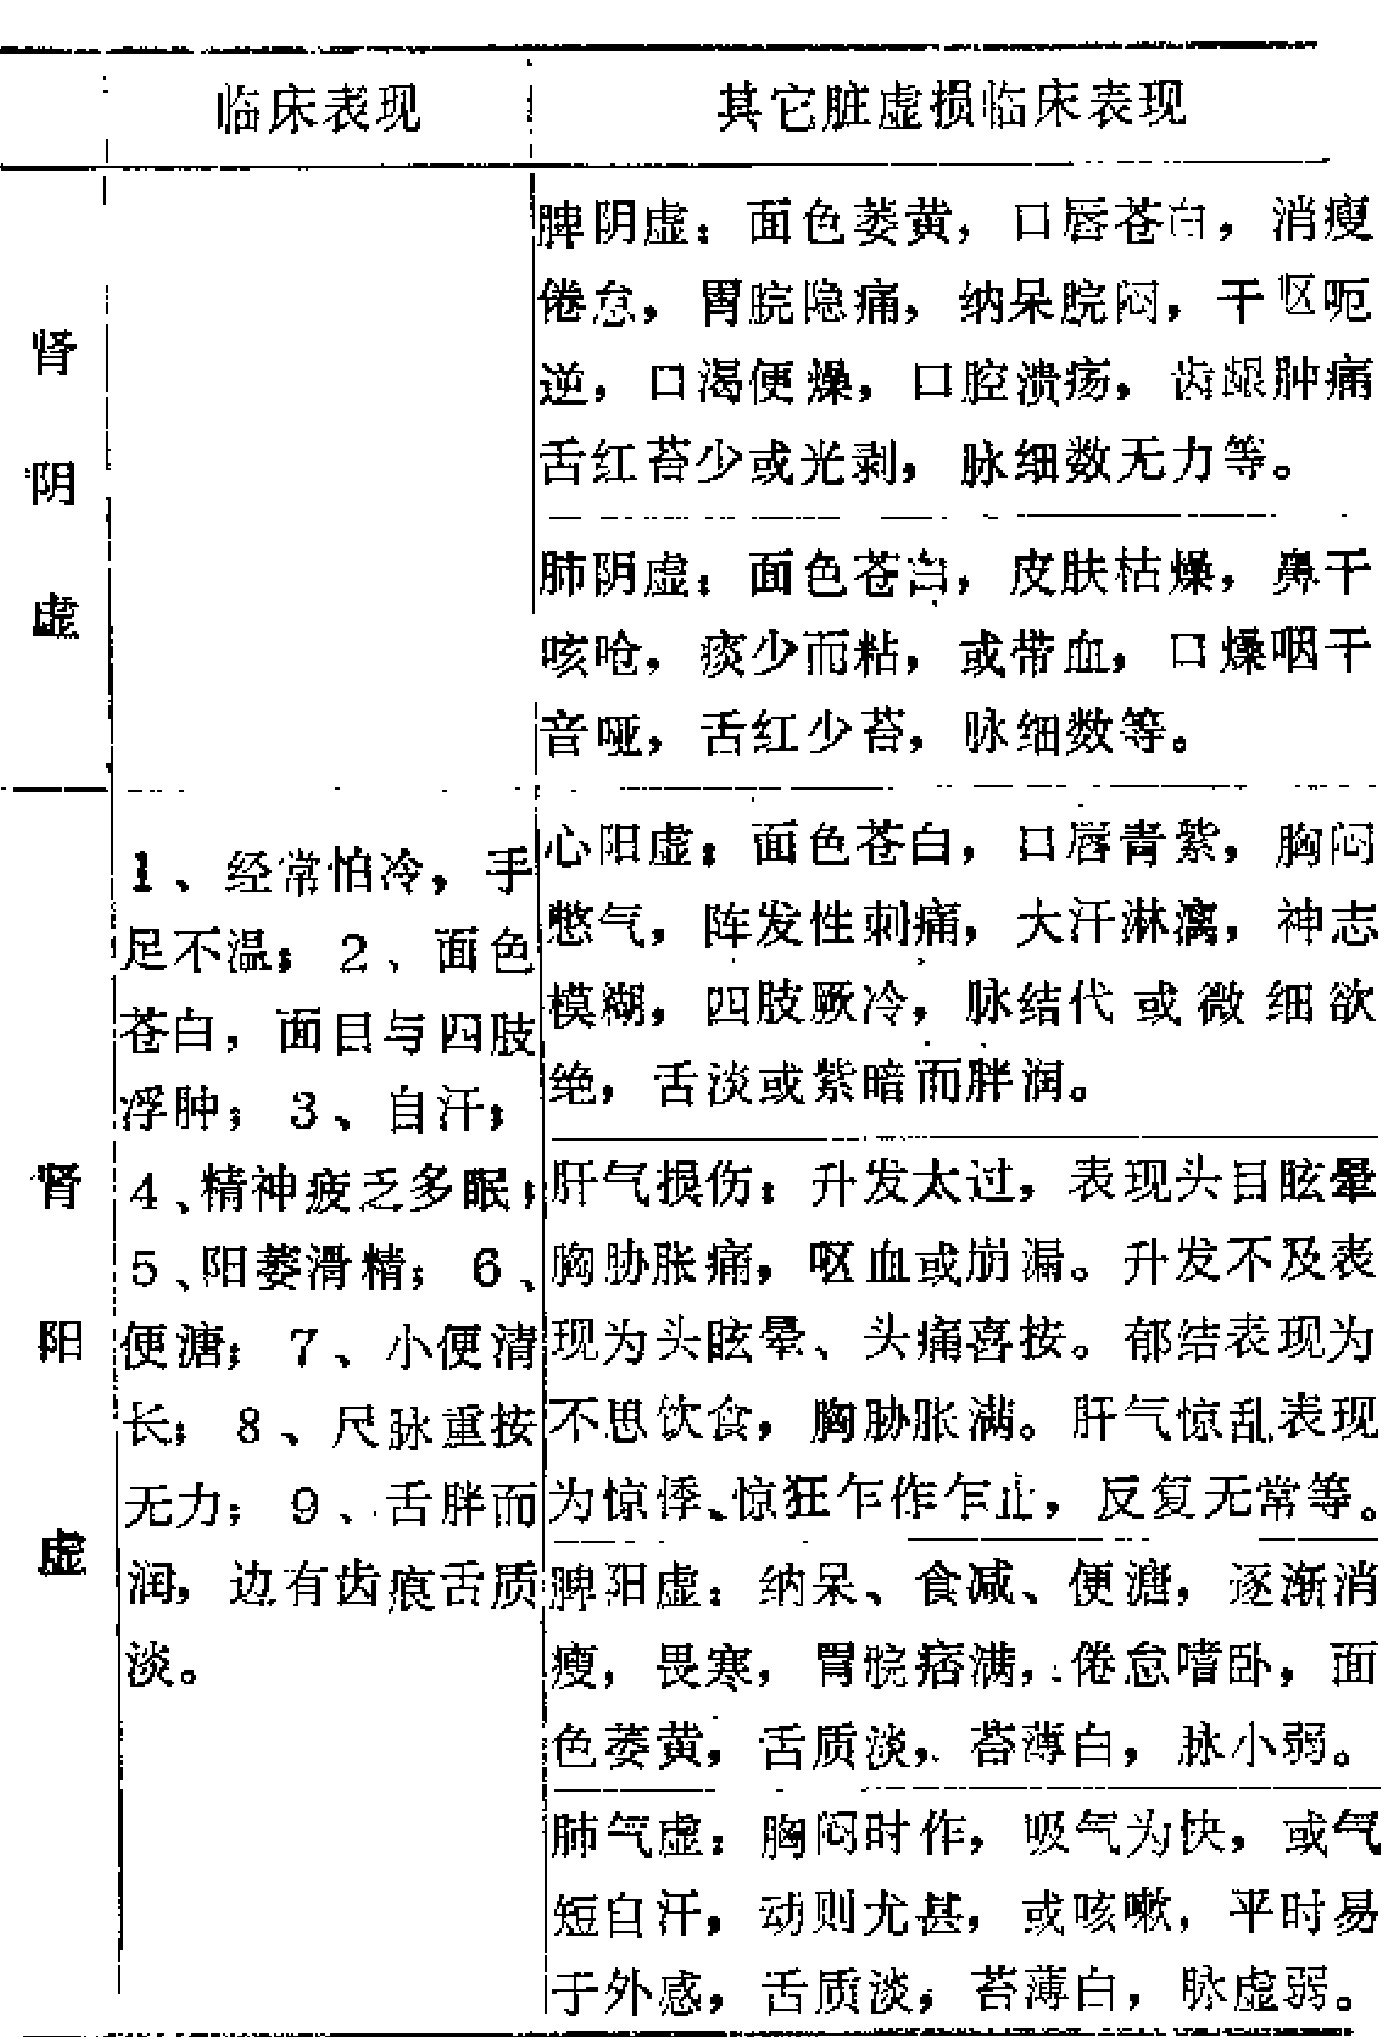 临床表现
其它脏虚损临床表现
肾阴虚
脾阴虚：面色萎黄，口唇苍白，消瘦
倦怠，胃脘隐痛，纳呆脘闷，干呕呃
逆，口渴便燥，口腔溃疡，齿龈肿痛
舌红苔少或光剥，脉细数无力等。
肺阴虚：面色苍白，皮肤枯燥，鼻干
咳呛，痰少而粘，或带血，口燥咽干
音哑，舌红少苔，脉细数等。
肾阳虚
1、经常怕冷，手
足不温；2、面色
苍白，面目与四肢
浮肿；3、自汗；
4、精神疲乏多眠；
5、阳萎滑精；6、
便溏；7、小便清
长；8、尺脉重按
无力；9、舌胖而
润，边有齿痕舌质
淡。
心阳虚：面色苍白，口唇青紫，胸闷
憋气，阵发性刺痛，大汗淋漓，神志
模糊，四肢厥冷，脉结代或微细欲
绝，舌淡或紫暗而胖润。
肝气损伤：升发太过，表现头目眩晕
胸胁胀痛，呕血或崩漏。升发不及表
现为头眩晕、头痛喜按。郁结表现为
不思饮食，胸胁胀满。肝气惊乱表现
为惊悸、惊狂乍作乍止，反复无常等。
脾阳虚：纳呆、食减、便溏，逐渐消
瘦，畏寒，胃脘痞满，倦怠嗜卧，面
色萎黄，舌质淡，苔薄白，脉小弱。
肺气虚：胸闷时作，吸气为快，或气
短自汗，动则尤甚，或咳嗽，平时易
于外感，舌质淡，苔薄白，脉虚弱。